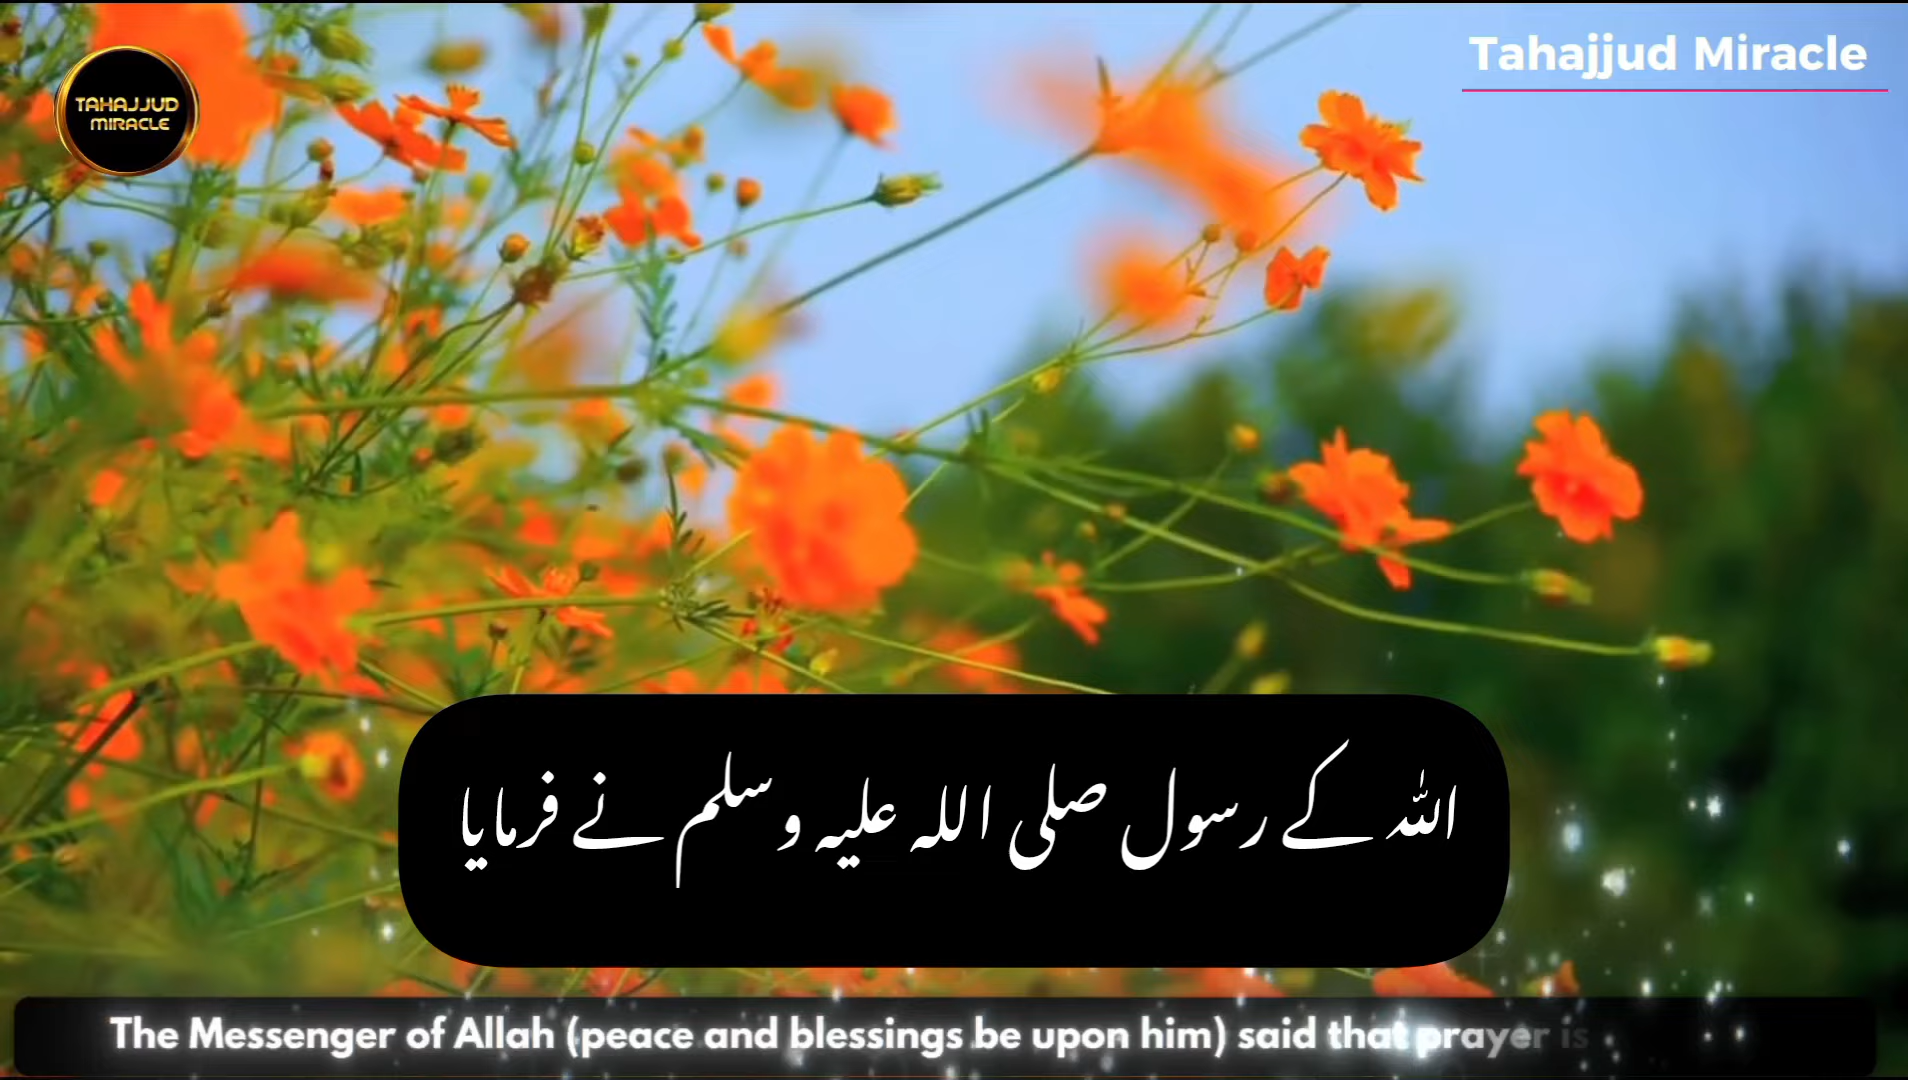 TAHAJJUD
MIRACLE
Tahajjud Miracle
اللہ کے رسول صلی اللہ علیہ وسلم نے فرمایا
The Messenger of Allah (peace and blessings be upon him) said that prayer is